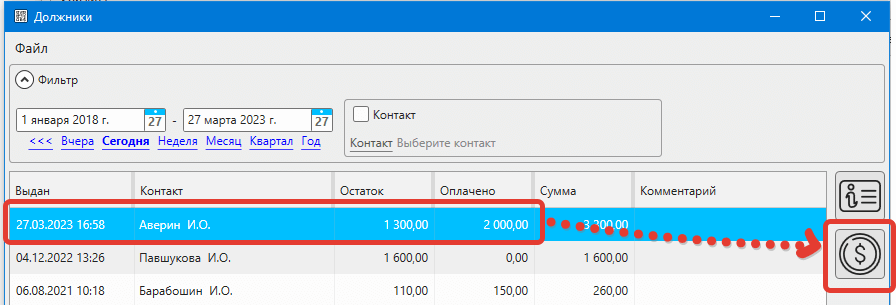 Должники
Файл
Фильтр
1 января 2018 г. 27 - 27 марта 2023 г. 27
Контакт
<<< Вчера Сегодня Неделя Месяц Квартал Год
Контакт Выберите контакт
Выдан Контакт Остаток Оплачено Сумма Комментарий
27.03.2023 16:58 Аверин И.О. 1 300,00 2 000,00 3 300,00
04.12.2022 13:26 Павшукова И.О. 1 600,00 0,00 1 600,00
06.08.2021 10:18 Барабошин И.О. 110,00 150,00 260,00